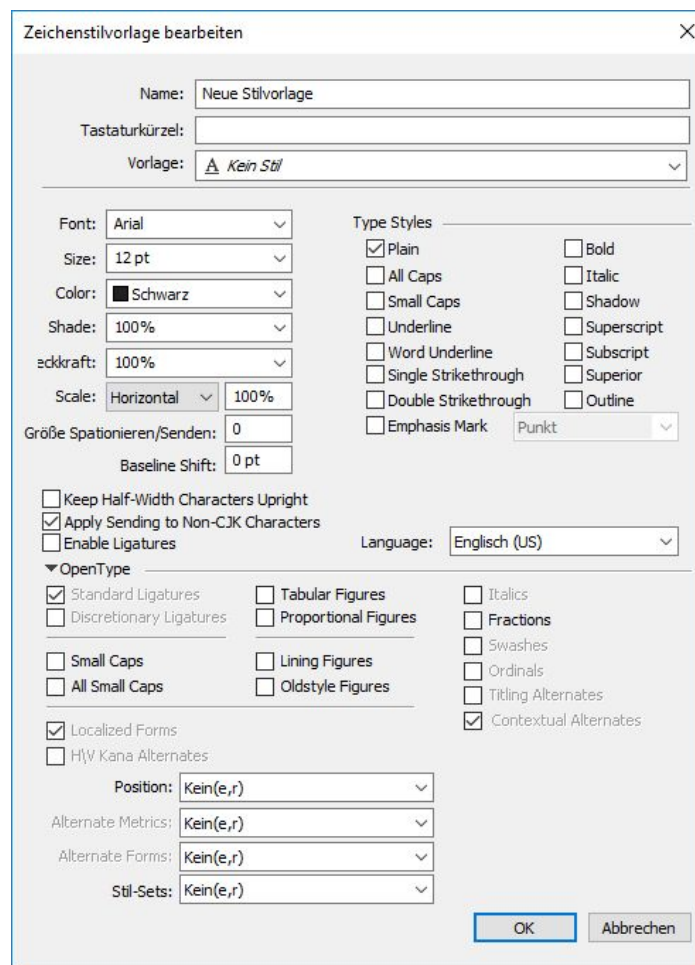 Zeichenstilvorlage bearbeiten
Name: Neue Stilvorlage
Tastaturkürzel:
Vorlage: A Kein Stil
Font: Arial
Type Styles
Size: 12 pt
Plain Bold
Color: Schwarz
All Caps Italic
Small Caps Shadow
Shade: 100%
Underline Superscript
eckkraft: 100%
Word Underline Subscript
Single Strikethrough Superior
Scale: Horizontal 100%
Double Strikethrough Outline
Größe Spationieren/Senden: 0
Emphasis Mark Punkt
Baseline Shift: 0 pt
Keep Half-Width Characters Upright
Apply Sending to Non-CJK Characters
Enable Ligatures
Language: Englisch (US)
OpenType
Standard Ligatures Tabular Figures Italics
Discretionary Ligatures Proportional Figures Fractions
Swashes
Small Caps Lining Figures Ordinals
All Small Caps Oldstyle Figures Titling Alternates
Contextual Alternates
Localized Forms
H\V Kana Alternates
Position: Kein(e,r)
Alternate Metrics: Kein(e,r)
Alternate Forms: Kein(e,r)
Stil-Sets: Kein(e,r)
OK Abbrechen